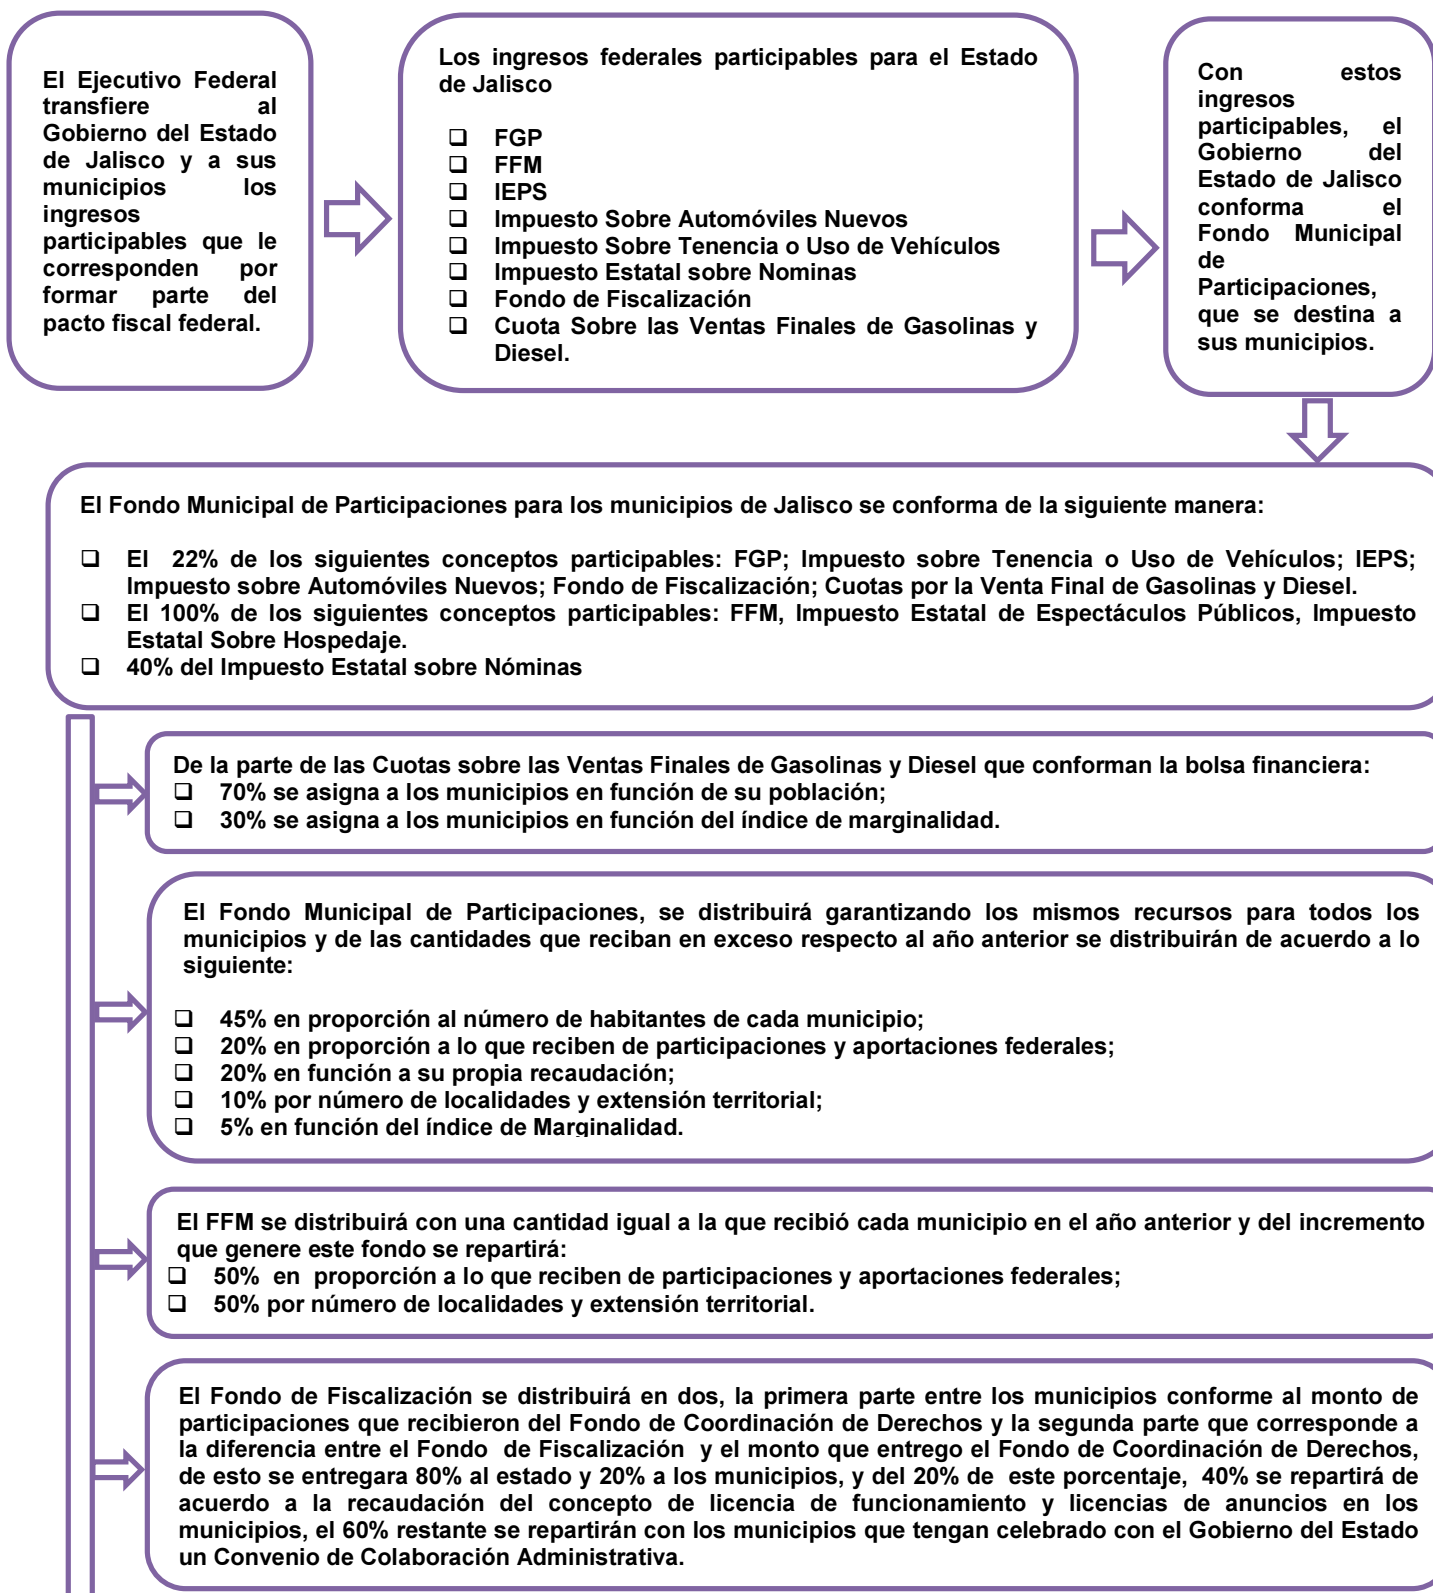 El Ejecutivo Federal
transfiere al
Gobierno del Estado
de Jalisco y a sus
municipios los
ingresos
participables que le
corresponden por
formar parte del
pacto fiscal federal.
Los ingresos federales participables para el Estado
de Jalisco
❑ FGP
❑ FFM
❑ IEPS
❑ Impuesto Sobre Automóviles Nuevos
❑ Impuesto Sobre Tenencia o Uso de Vehículos
❑ Impuesto Estatal sobre Nominas
❑ Fondo de Fiscalización
❑ Cuota Sobre las Ventas Finales de Gasolinas y
Diesel.
Con estos
ingresos
participables, el
Gobierno del
Estado de Jalisco
conforma el
Fondo Municipal
de
Participaciones,
que se destina a
sus municipios.
El Fondo Municipal de Participaciones para los municipios de Jalisco se conforma de la siguiente manera:
❑ El 22% de los siguientes conceptos participables: FGP; Impuesto sobre Tenencia o Uso de Vehículos; IEPS;
Impuesto sobre Automóviles Nuevos; Fondo de Fiscalización; Cuotas por la Venta Final de Gasolinas y Diesel.
❑ El 100% de los siguientes conceptos participables: FFM, Impuesto Estatal de Espectáculos Públicos, Impuesto
Estatal Sobre Hospedaje.
❑ 40% del Impuesto Estatal sobre Nóminas
De la parte de las Cuotas sobre las Ventas Finales de Gasolinas y Diesel que conforman la bolsa financiera:
❑ 70% se asigna a los municipios en función de su población;
❑ 30% se asigna a los municipios en función del índice de marginalidad.
El Fondo Municipal de Participaciones, se distribuirá garantizando los mismos recursos para todos los
municipios y de las cantidades que reciban en exceso respecto al año anterior se distribuirán de acuerdo a lo
siguiente:
❑ 45% en proporción al número de habitantes de cada municipio;
❑ 20% en proporción a lo que reciben de participaciones y aportaciones federales;
❑ 20% en función a su propia recaudación;
❑ 10% por número de localidades y extensión territorial;
❑ 5% en función del índice de Marginalidad.
El FFM se distribuirá con una cantidad igual a la que recibió cada municipio en el año anterior y del incremento
que genere este fondo se repartirá:
❑ 50% en proporción a lo que reciben de participaciones y aportaciones federales;
❑ 50% por número de localidades y extensión territorial.
El Fondo de Fiscalización se distribuirá en dos, la primera parte entre los municipios conforme al monto de
participaciones que recibieron del Fondo de Coordinación de Derechos y la segunda parte que corresponde a
la diferencia entre el Fondo de Fiscalización y el monto que entrego el Fondo de Coordinación de Derechos,
de esto se entregara 80% al estado y 20% a los municipios, y del 20% de este porcentaje, 40% se repartirá de
acuerdo a la recaudación del concepto de licencia de funcionamiento y licencias de anuncios en los
municipios, el 60% restante se repartirán con los municipios que tengan celebrado con el Gobierno del Estado
un Convenio de Colaboración Administrativa.